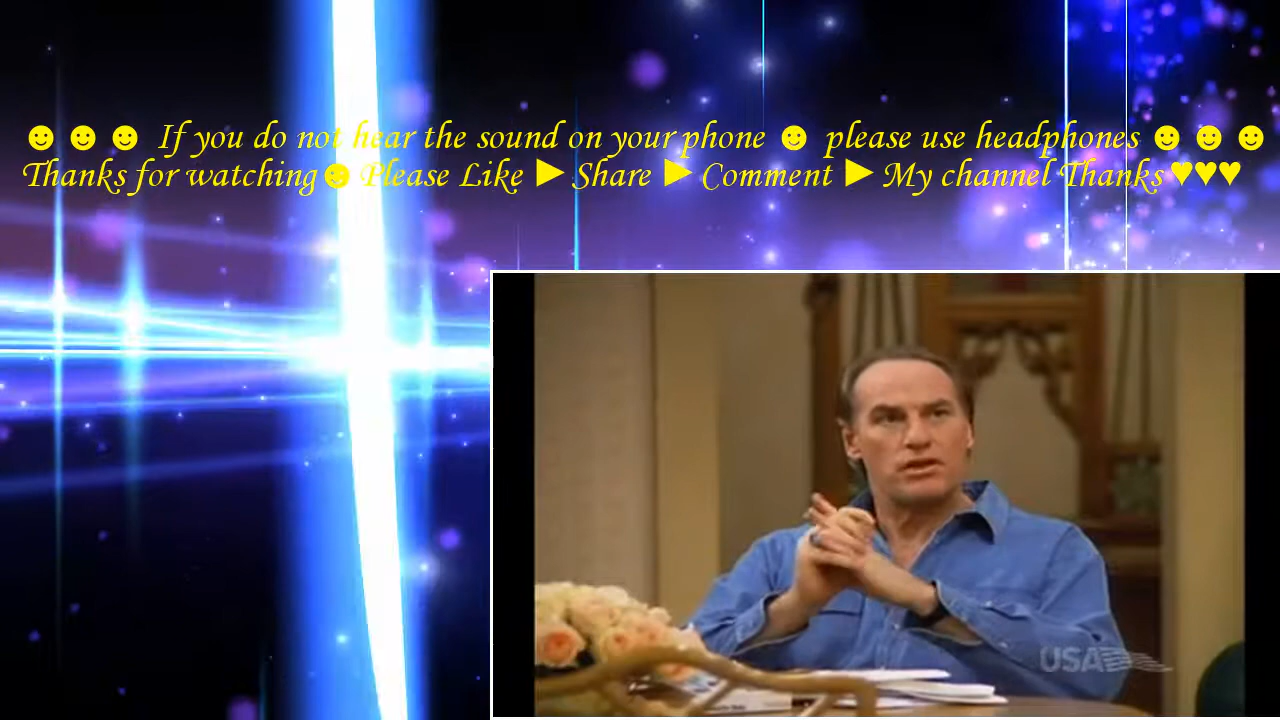 ☻ ☻ ☻ If you do not hear the sound on your phone ☻ please use headphones ☻ ☻ ☻
Thanks for watching☻ Please Like ► Share ► Comment ► My channel Thanks ♥♥♥
USA